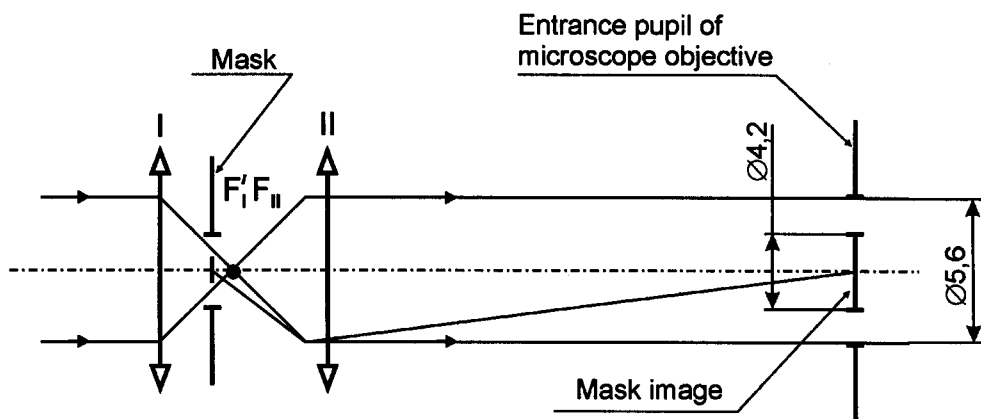 Entrance pupil of
microscope objective
Mask
I
II
F'I FII
Ø4,2
Ø5,6
Mask image